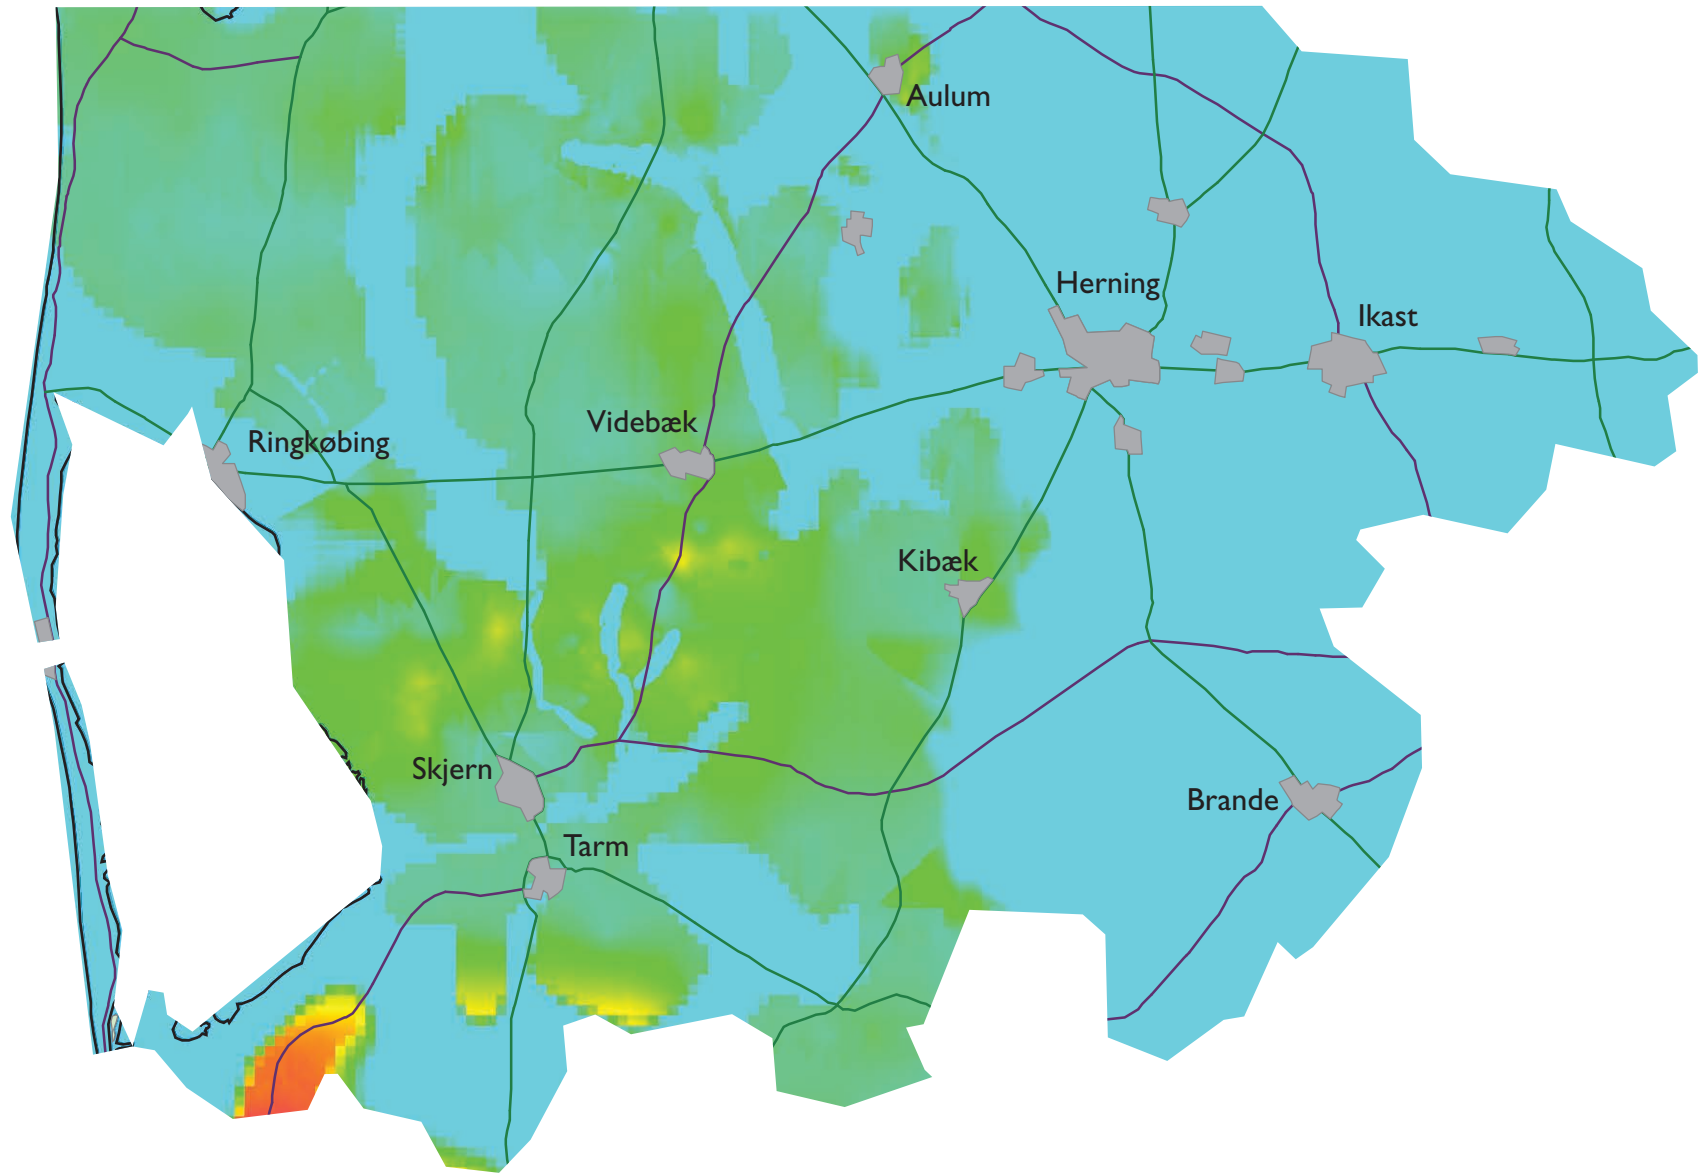 Aulum
Herning
Ikast
Videbæk
Ringkøbing
Kibæk
Skjern
Brande
Tarm